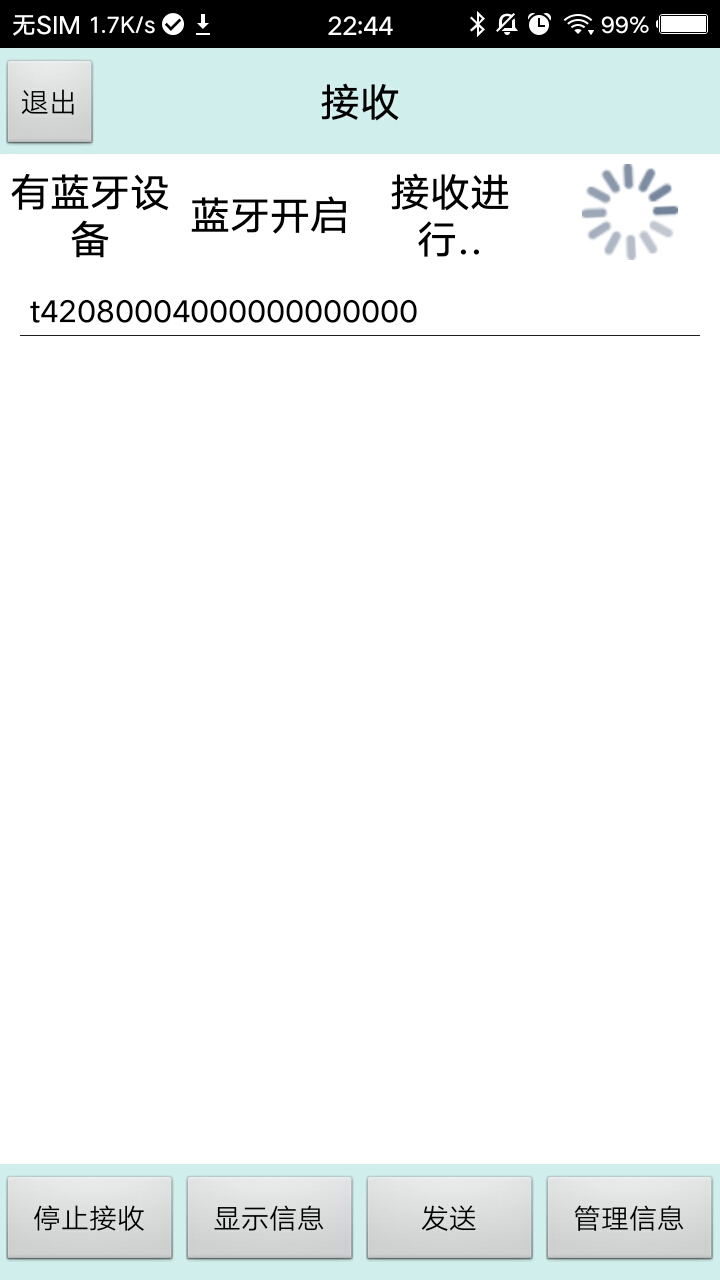 无SIM 1.7K/s 22:44 99%
退出 接收
有蓝牙设
备
蓝牙开启
接收进
行..
t42080004000000000000
停止接收 显示信息 发送 管理信息